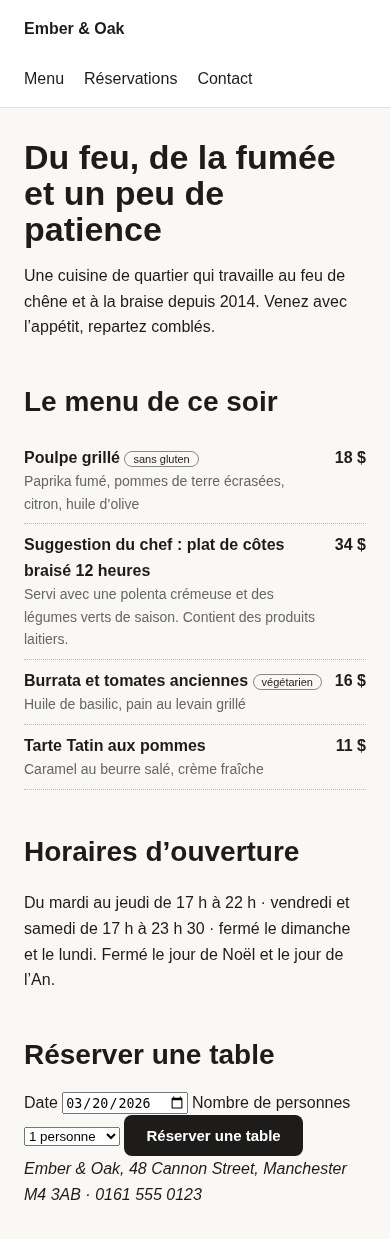 Ember & Oak
Menu Réservations Contact
Du feu, de la fumée
et un peu de
patience
Une cuisine de quartier qui travaille au feu de
chêne et à la braise depuis 2014. Venez avec
l’appétit, repartez comblés.
Le menu de ce soir
Poulpe grillé sans gluten 18 $
Paprika fumé, pommes de terre écrasées,
citron, huile d’olive
Suggestion du chef : plat de côtes 34 $
braisé 12 heures
Servi avec une polenta crémeuse et des
légumes verts de saison. Contient des produits
laitiers.
Burrata et tomates anciennes végétarien 16 $
Huile de basilic, pain au levain grillé
Tarte Tatin aux pommes 11 $
Caramel au beurre salé, crème fraîche
Horaires d’ouverture
Du mardi au jeudi de 17 h à 22 h · vendredi et
samedi de 17 h à 23 h 30 · fermé le dimanche
et le lundi. Fermé le jour de Noël et le jour de
l’An.
Réserver une table
Date 03/20/2026 Nombre de personnes
1 personne Réserver une table
Ember & Oak, 48 Cannon Street, Manchester
M4 3AB · 0161 555 0123